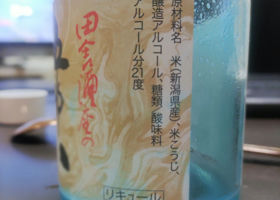 原材料名 米(新潟県産)、米こうじ、
醸造アルコール、糖類/酸味料
アルコール分21度
田舎酒蔵の
リキュール